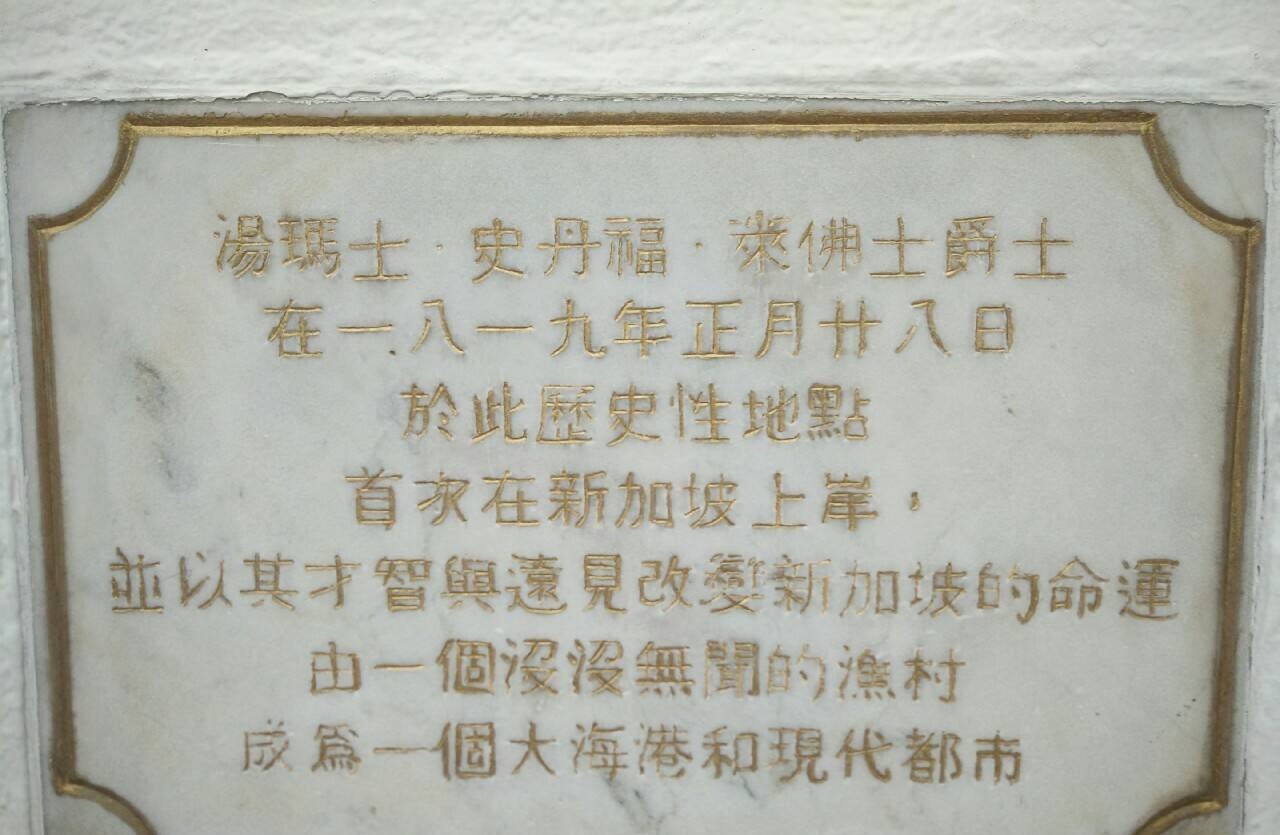 湯瑪士·史丹福·萊佛士爵士
在一八一九年正月廿八日
於此歷史性地點
首次在新加坡上岸，
並以其才智與遠見改變新加坡的命運
由一個沒沒無聞的漁村
成為一個大海港和現代都市